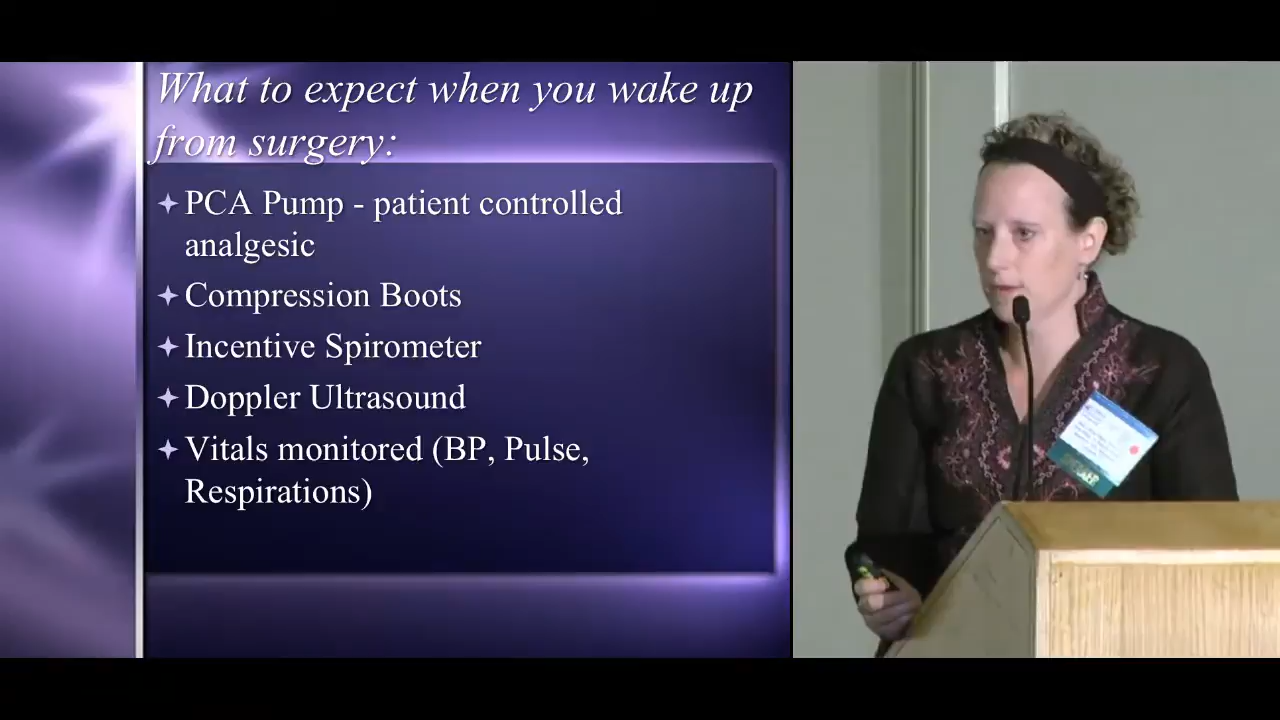 What to expect when you wake up
from surgery:
PCA Pump - patient controlled
analgesic
Compression Boots
Incentive Spirometer
Doppler Ultrasound
Vitals monitored (BP, Pulse,
Respirations)